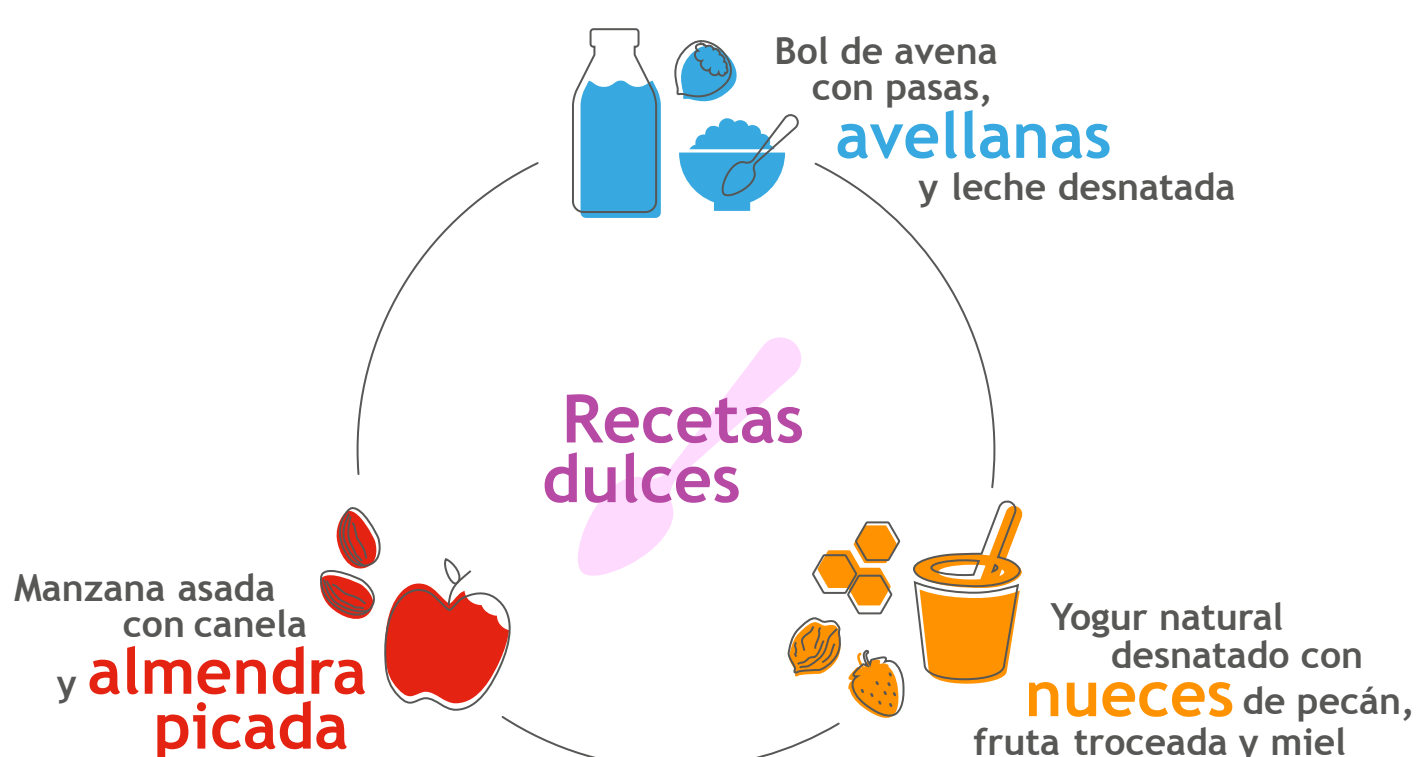 Bol de avena
con pasas,
avellanas
y leche desnatada
Recetas
dulces
Manzana asada
con canela
y almendra
picada
Yogur natural
desnatado con
nueces de pecán,
fruta troceada y miel